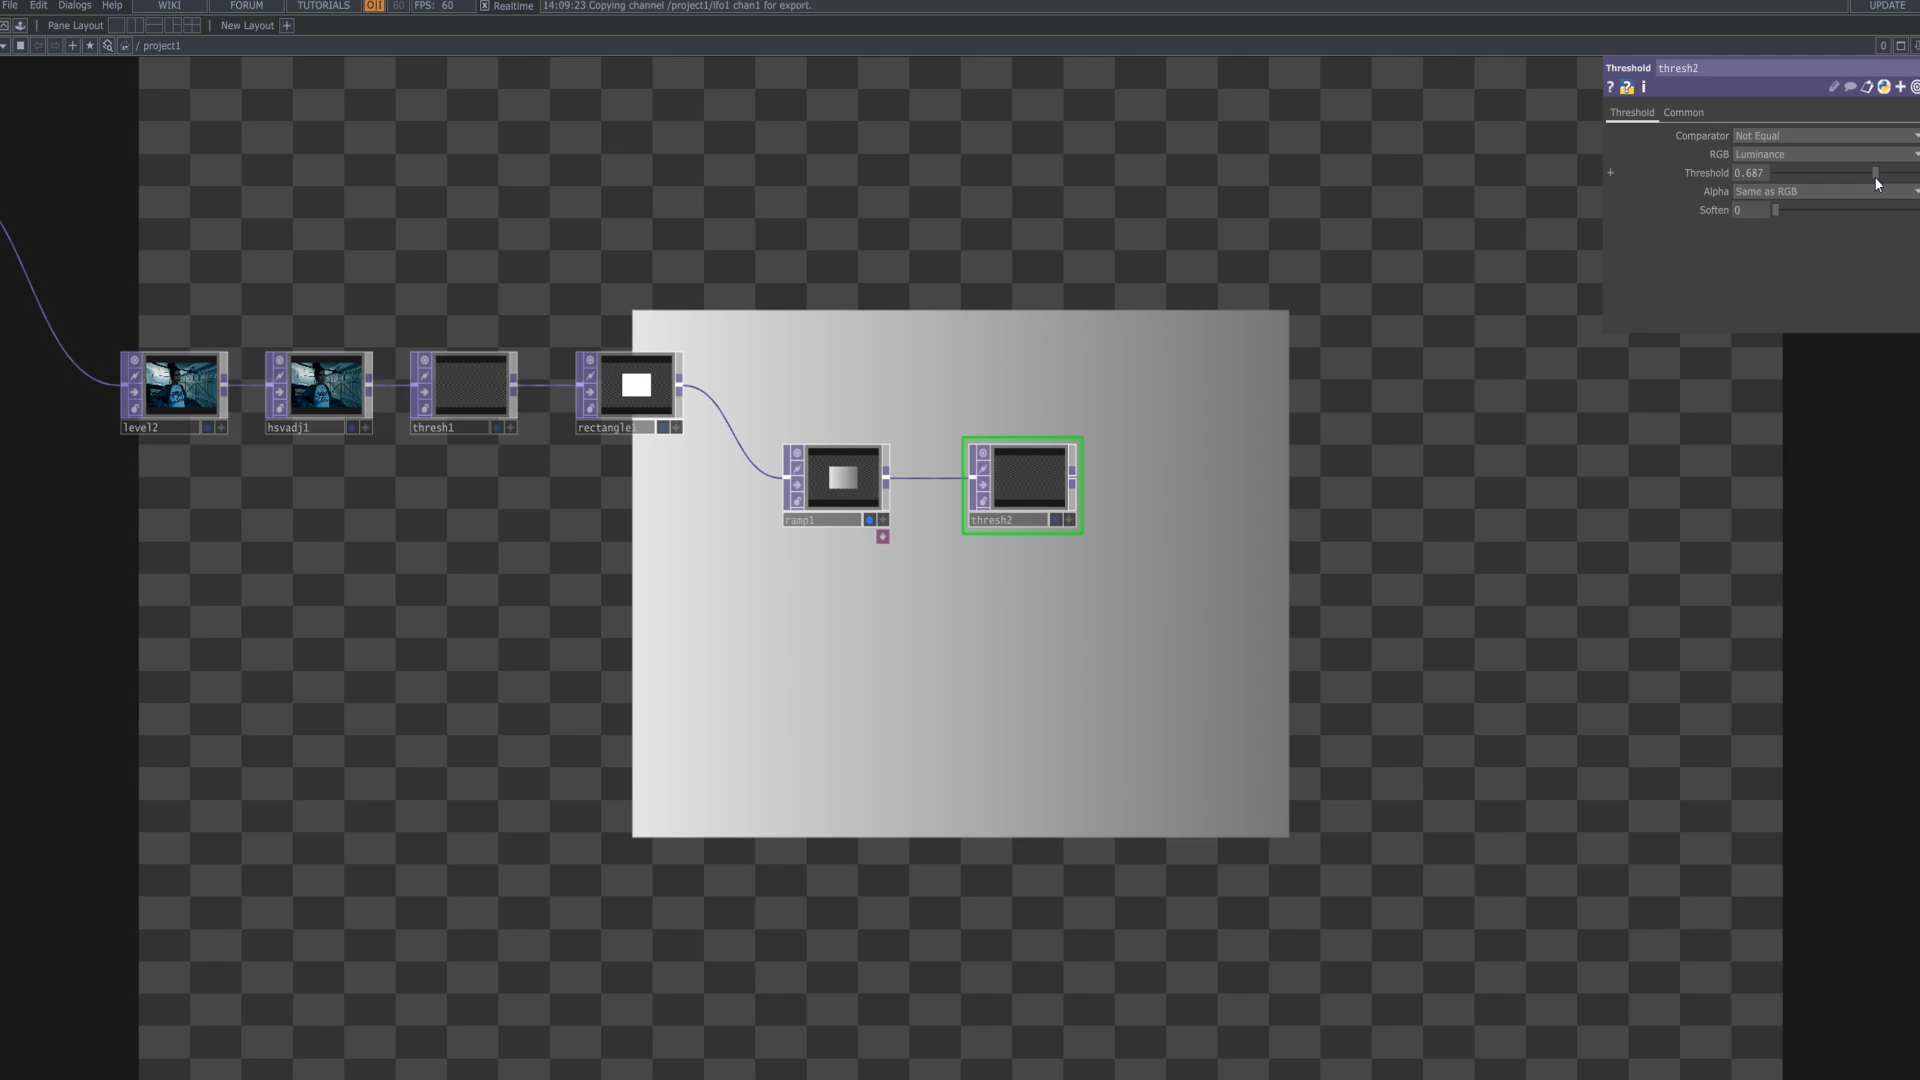 File Edit Dialogs Help WIKI FORUM TUTORIALS O|I 60 FPS: 60 X Realtime 14:09:23 Copying channel /project1/lfo1 chan1 for export. UPDATE
Pane Layout New Layout +
/ project1 0
Threshold thresh2
? ? i
Threshold Common
Comparator Not Equal
RGB Luminance
+ Threshold 0.687
Alpha Same as RGB
Soften 0
level2
hsvadj1
thresh1
rectangle1
ramp1
thresh2